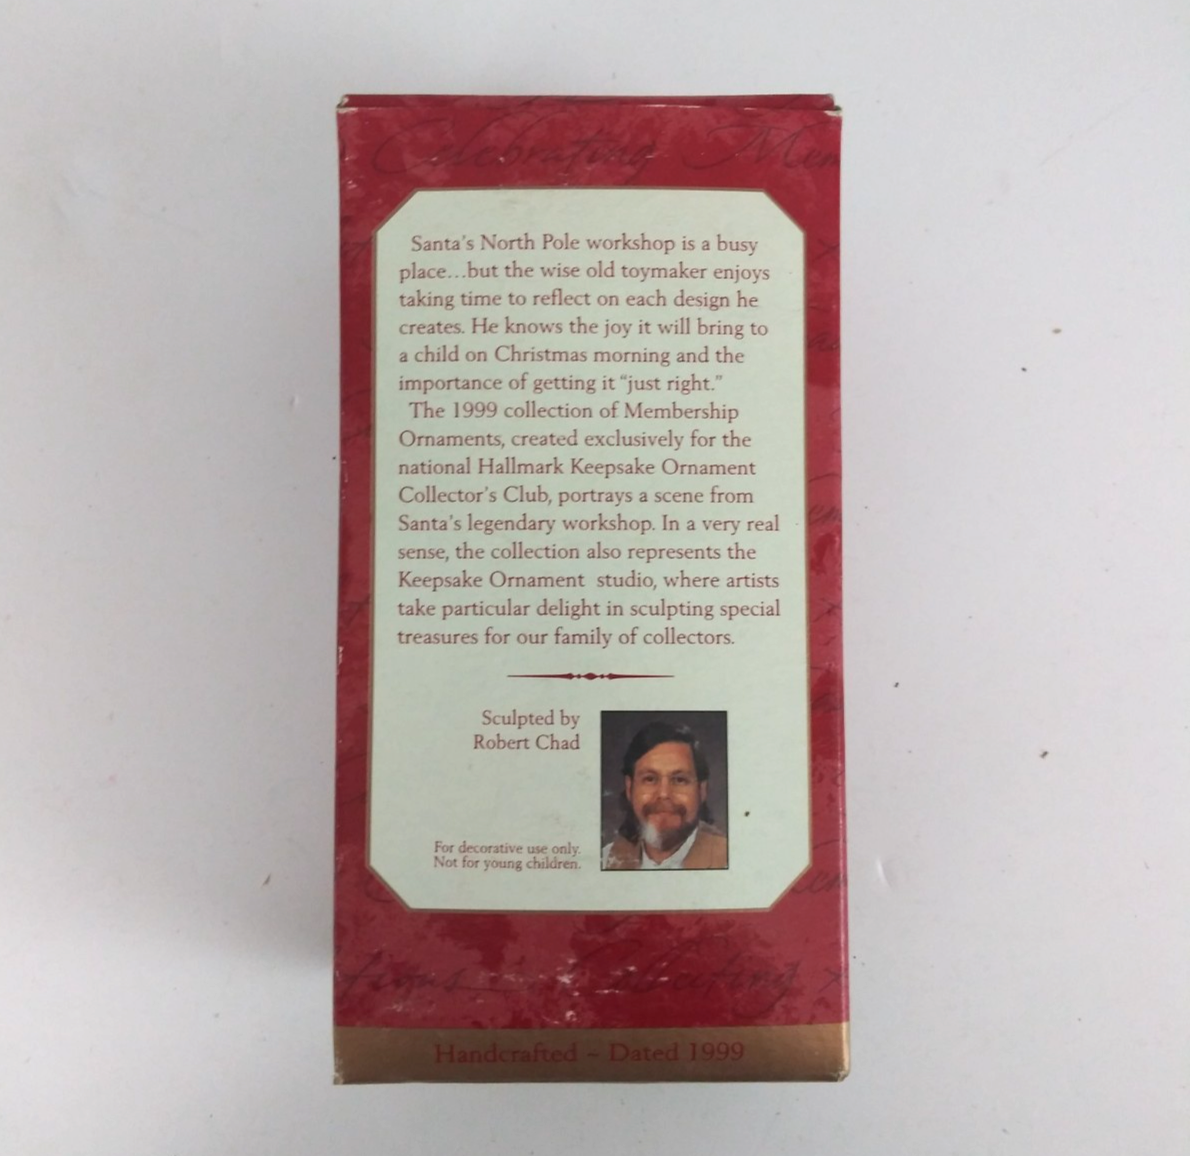 Celebrating Mem
Santa's North Pole workshop is a busy
place...but the wise old toymaker enjoys
taking time to reflect on each design he
creates. He knows the joy it will bring to
a child on Christmas morning and the
importance of getting it "just right."
The 1999 collection of Membership
Ornaments, created exclusively for the
national Hallmark Keepsake Ornament
Collector's Club, portrays a scene from
Santa's legendary workshop. In a very real
sense, the collection also represents the
Keepsake Ornament studio, where artists
take particular delight in sculpting special
treasures for our family of collectors.
Sculpted by
Robert Chad
For decorative use only.
Not for young children.
Handcrafted – Dated 1999